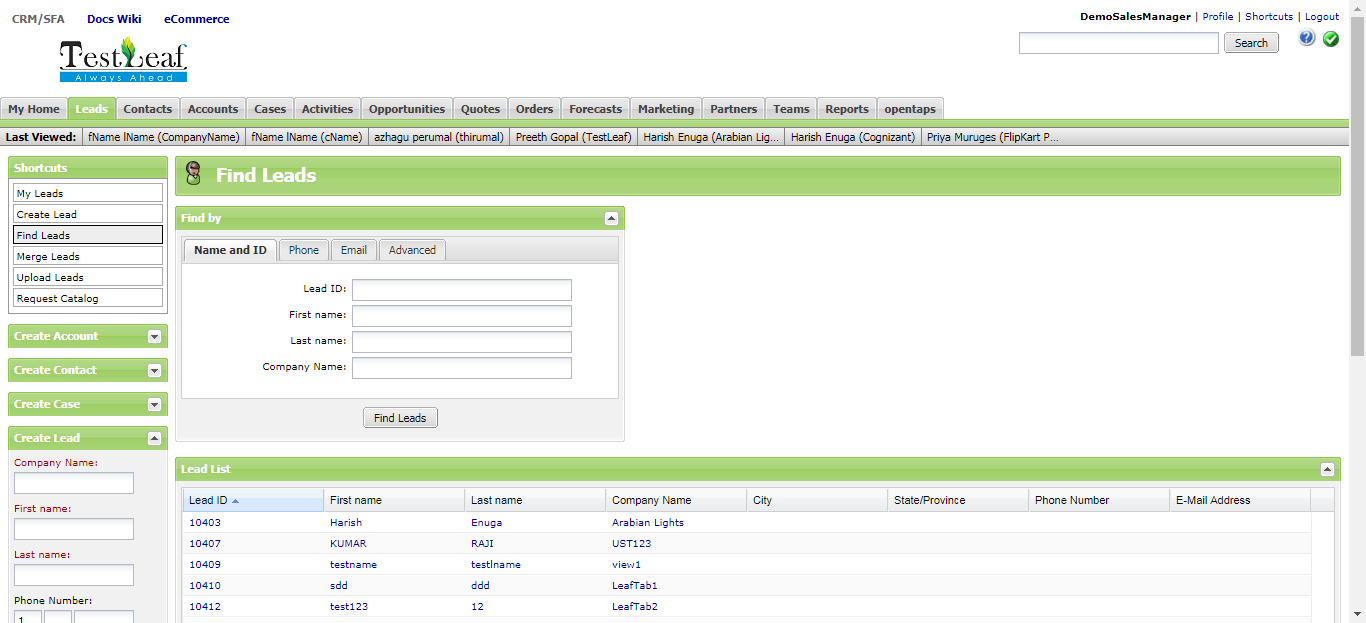 CRM/SFA Docs Wiki eCommerce
DemoSalesManager | Profile | Shortcuts | Logout
TestLeaf
Always Ahead
Search
My Home Leads Contacts Accounts Cases Activities Opportunities Quotes Orders Forecasts Marketing Partners Teams Reports opentaps
Last Viewed: fName lName (CompanyName) fName lName (cName) azhagu perumal (thirumal) Preeth Gopal (TestLeaf) Harish Enuga (Arabian Lig... Harish Enuga (Cognizant) Priya Muruges (FlipKart P...
Shortcuts
My Leads
Create Lead
Find Leads
Merge Leads
Upload Leads
Request Catalog
Create Account
Create Contact
Create Case
Create Lead
Company Name:
First name:
Last name:
Phone Number:
1
Find Leads
Find by
Name and ID Phone Email Advanced
Lead ID:
First name:
Last name:
Company Name:
Find Leads
Lead List
Lead ID First name Last name Company Name City State/Province Phone Number E-Mail Address
10403 Harish Enuga Arabian Lights
10407 KUMAR RAJI UST123
10409 testname testlname view1
10410 sdd ddd LeafTab1
10412 test123 12 LeafTab2